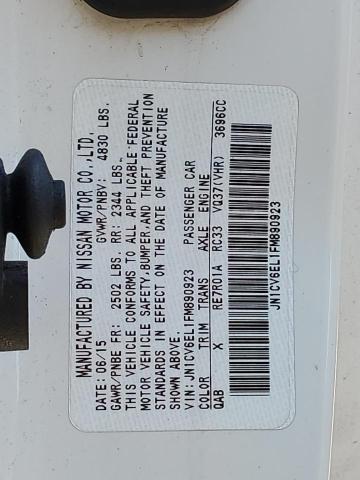 MANUFACTURED BY NISSAN MOTOR CO.,LTD.
DATE: 06/15 GVWR/PNBV: 4830 LBS.
GAWR/PNBE FR: 2502 LBS. RR: 2344 LBS.
THIS VEHICLE CONFORMS TO ALL APPLICABLE FEDERAL
MOTOR VEHICLE SAFETY,BUMPER,AND THEFT PREVENTION
STANDARDS IN EFFECT ON THE DATE OF MANUFACTURE
SHOWN ABOVE.
VIN: JN1CV6EL1FM890923 PASSENGER CAR
COLOR TRIM TRANS AXLE ENGINE
QAB X RE7R01A RC33 VQ37(VHR) 3696CC
JN1CV6EL1FM890923